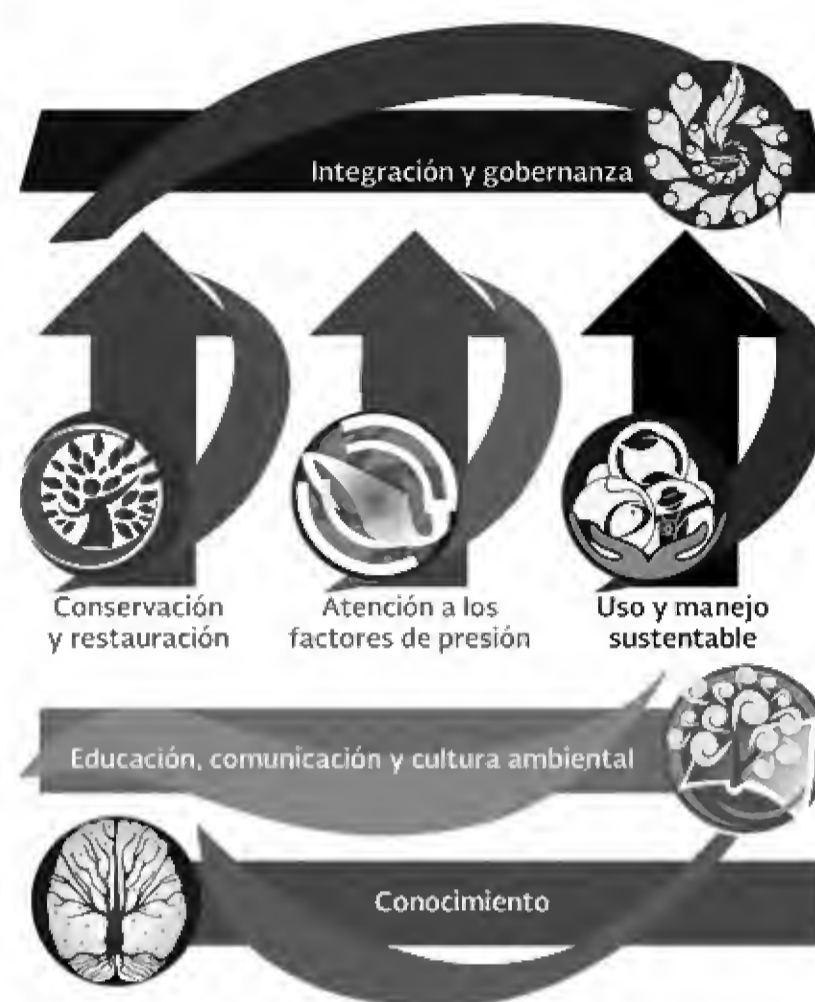 Integración y gobernanza
Conservación
y restauración
Atención a los
factores de presión
Uso y manejo
sustentable
Educación, comunicación y cultura ambiental
Conocimiento